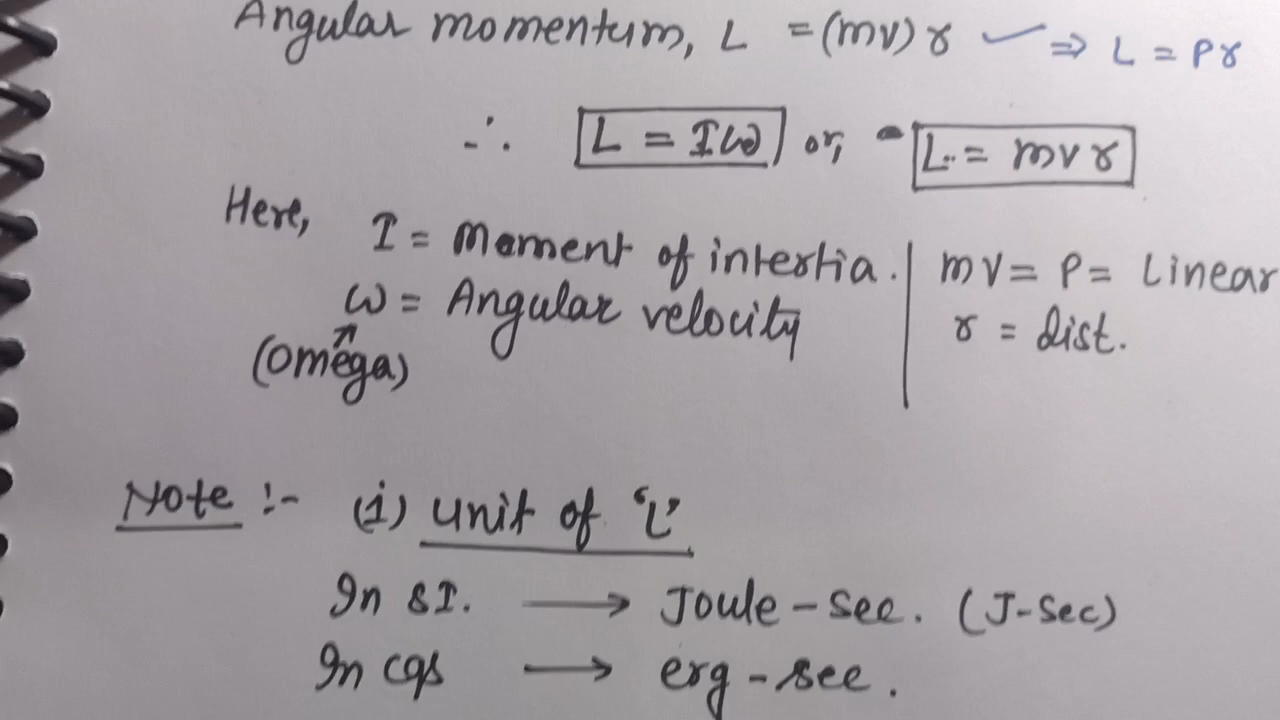 Angular momentum, L = (mv) r ✓ ⇒ L = Pr
∴ L = Iω or, L = mvr
Here, I = Moment of intertia. | mv = P = Linear
ω = Angular velocity | r = dist.
(omega)
Note :- (i) unit of 'L'
In SI. → Joule - sec. (J-sec)
In cgs → erg - sec.